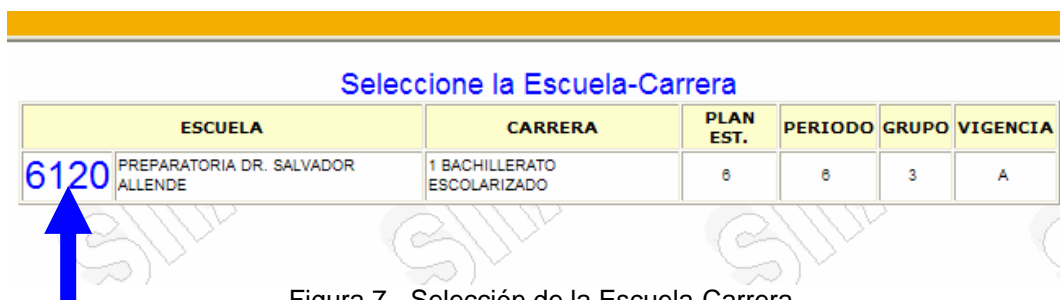 Seleccione la Escuela-Carrera
ESCUELA CARRERA PLAN EST. PERIODO GRUPO VIGENCIA
6120 PREPARATORIA DR. SALVADOR ALLENDE 1 BACHILLERATO ESCOLARIZADO 6 6 3 A
Figura 7.- Selección de la Escuela-Carrera